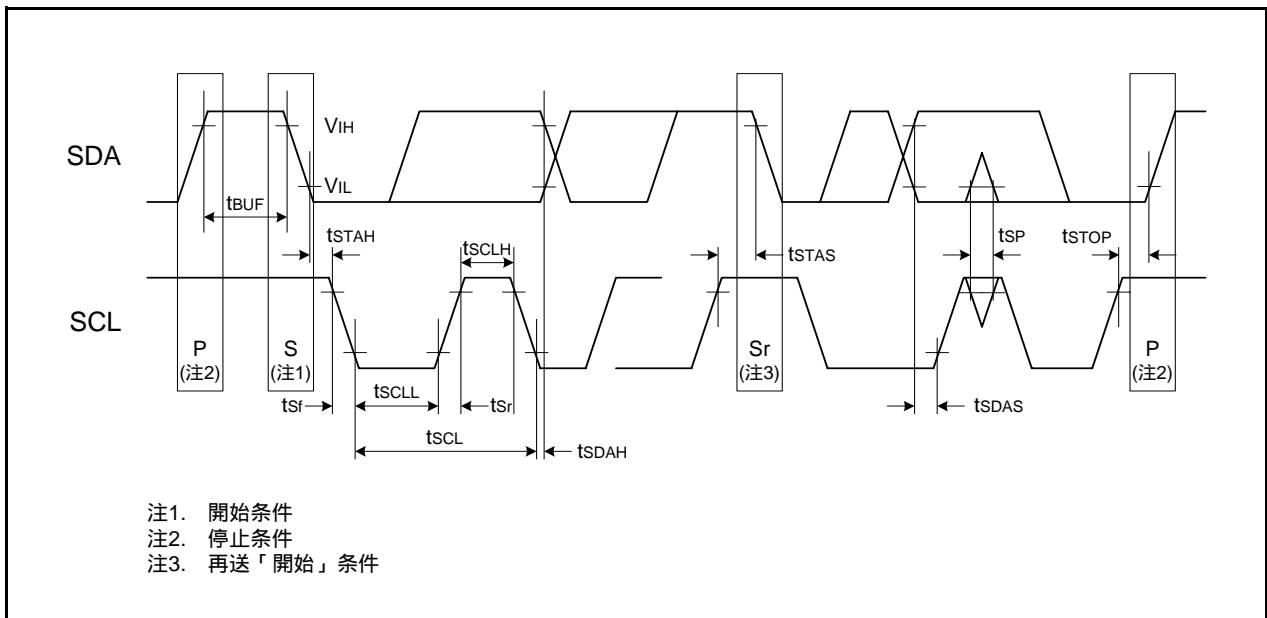 SDA
VIH
VIL
tBUF
tSTAH
tSCLH
tSTAS
tSP
tSTOP
SCL
P
(注2)
S
(注1)
Sr
(注3)
P
(注2)
tSf
tSCLL
tSr
tSDAS
tSCL
tSDAH
注1. 開始条件
注2. 停止条件
注3. 再送「開始」条件